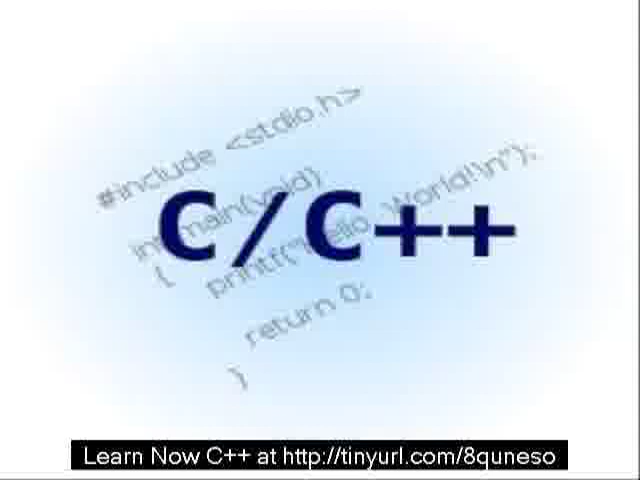 #include <stdio.h>
int main(void)
{
printf("Hello, World!\n");
return 0;
}
C/C++
Learn Now C++ at http://tinyurl.com/8quneso